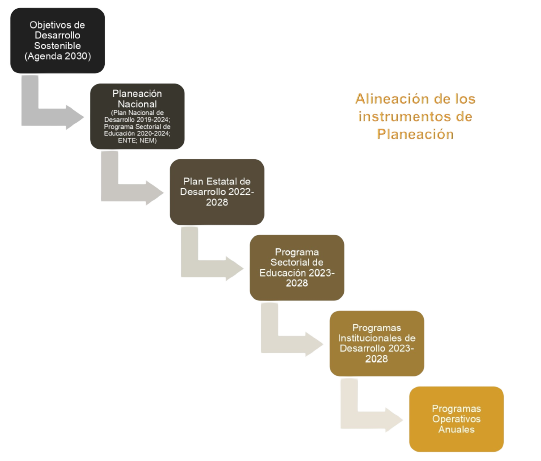 Objetivos de
Desarrollo
Sostenible
(Agenda 2030)
Planeación
Nacional
(Plan Nacional de
Desarrollo 2019-2024;
Programa Sectorial de
Educación 2020-2024;
ENTE; NEM)
Alineación de los
instrumentos de
Planeación
Plan Estatal de
Desarrollo 2022-
2028
Programa
Sectorial de
Educación 2023-
2028
Programas
Institucionales de
Desarrollo 2023-
2028
Programas
Operativos
Anuales